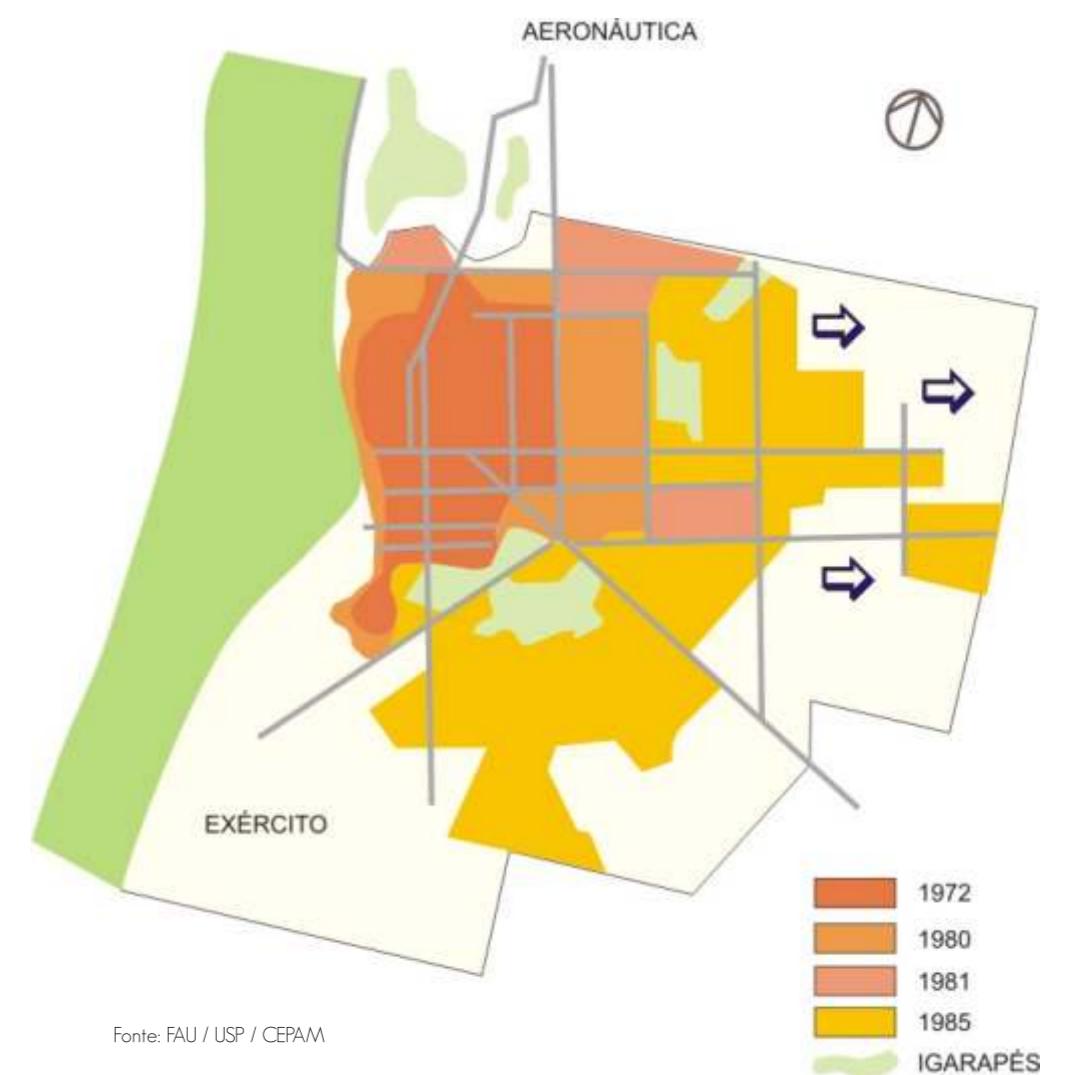 AERONÁUTICA
EXÉRCITO
1972
1980
1981
1985
IGARAPÉS
Fonte: FAU / USP / CEPAM